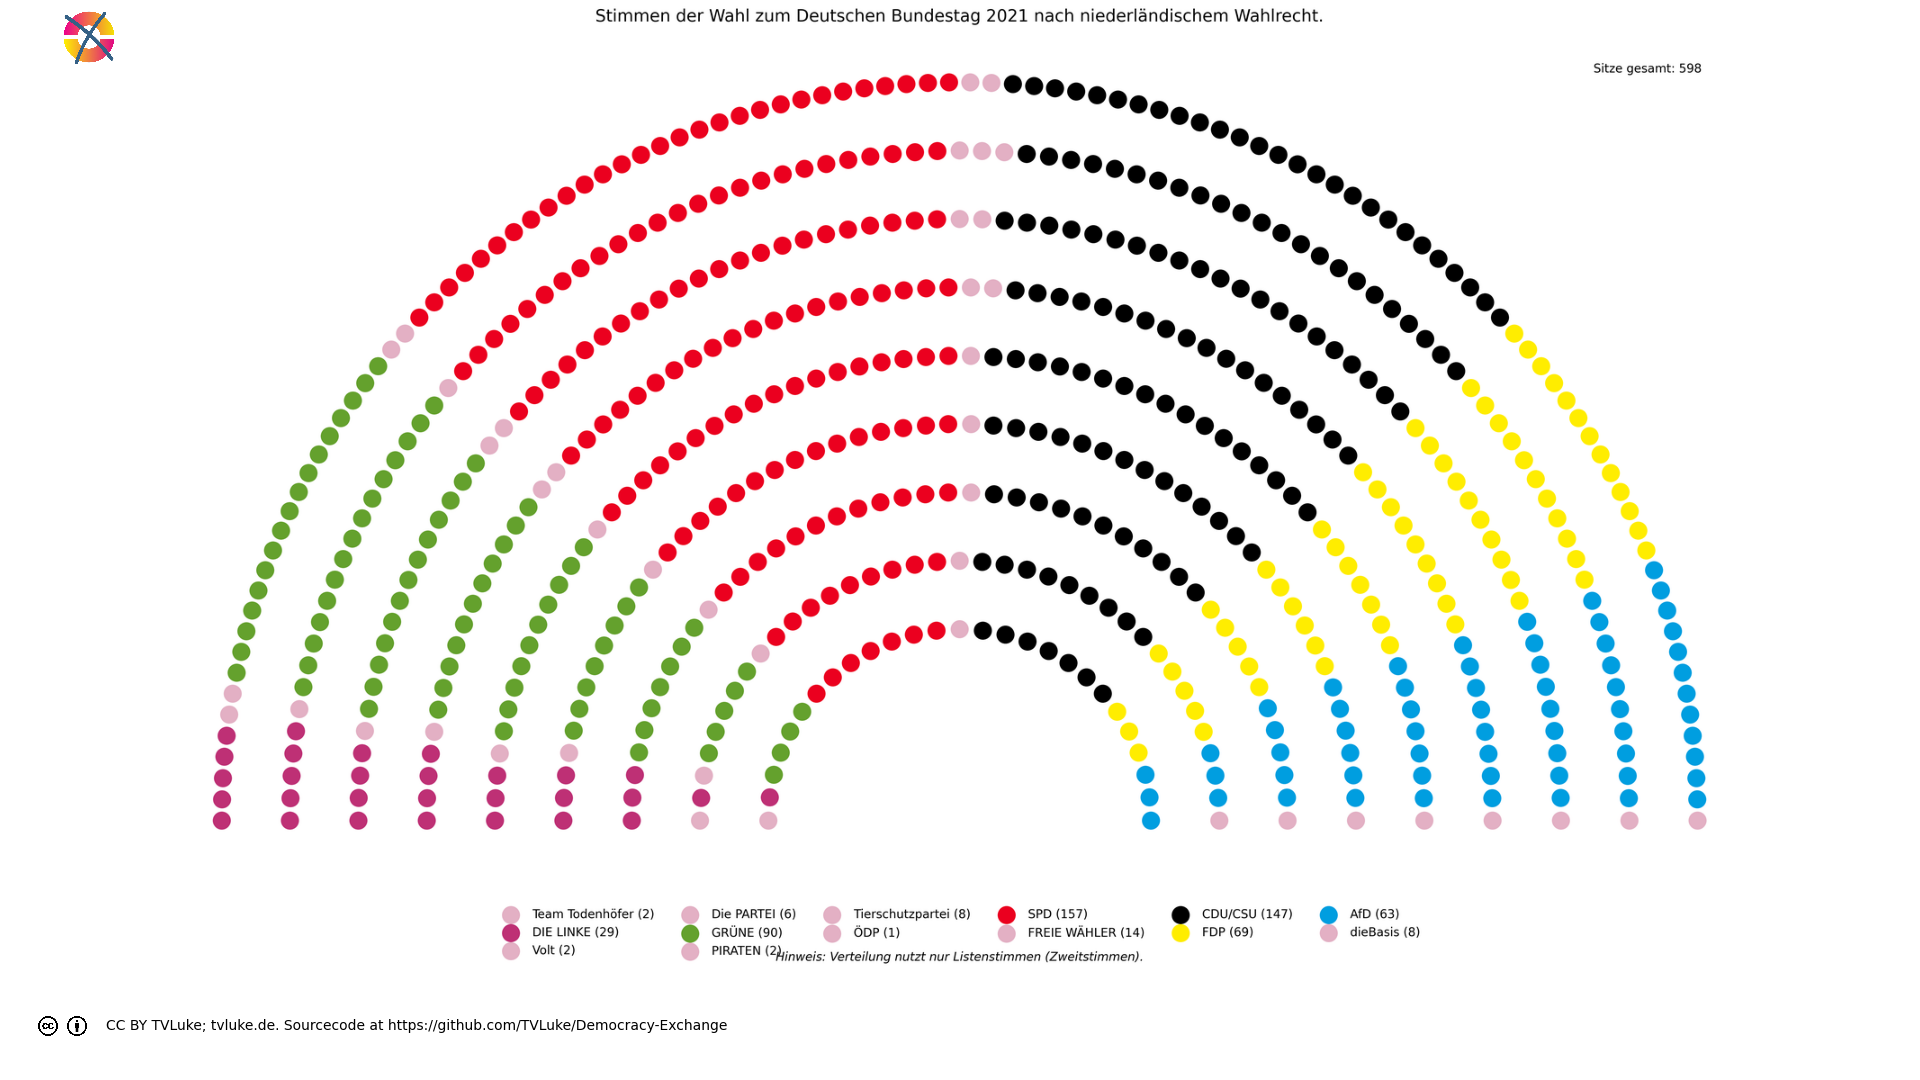 Stimmen der Wahl zum Deutschen Bundestag 2021 nach niederländischem Wahlrecht.
Sitze gesamt: 598
Team Todenhöfer (2) Die PARTEI (6) Tierschutzpartei (8) SPD (157) CDU/CSU (147) AfD (63)
DIE LINKE (29) GRÜNE (90) ÖDP (1) FREIE WÄHLER (14) FDP (69) dieBasis (8)
Volt (2) PIRATEN (2)
Hinweis: Verteilung nutzt nur Listenstimmen (Zweitstimmen).
cc CC BY TVLuke; tvluke.de. Sourcecode at https://github.com/TVLuke/Democracy-Exchange